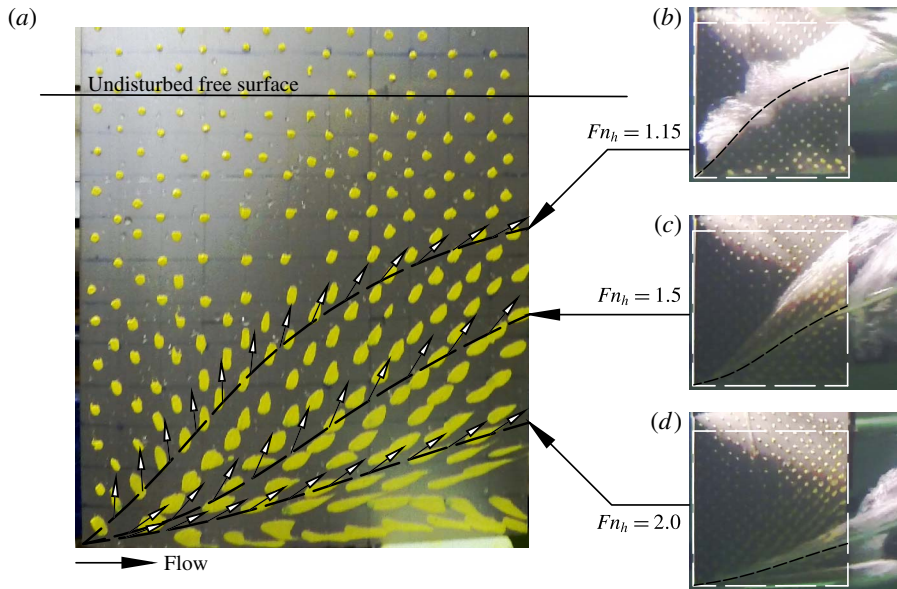 (a)
Undisturbed free surface
Flow
Fn_h = 1.15
Fn_h = 1.5
Fn_h = 2.0
(b)
(c)
(d)